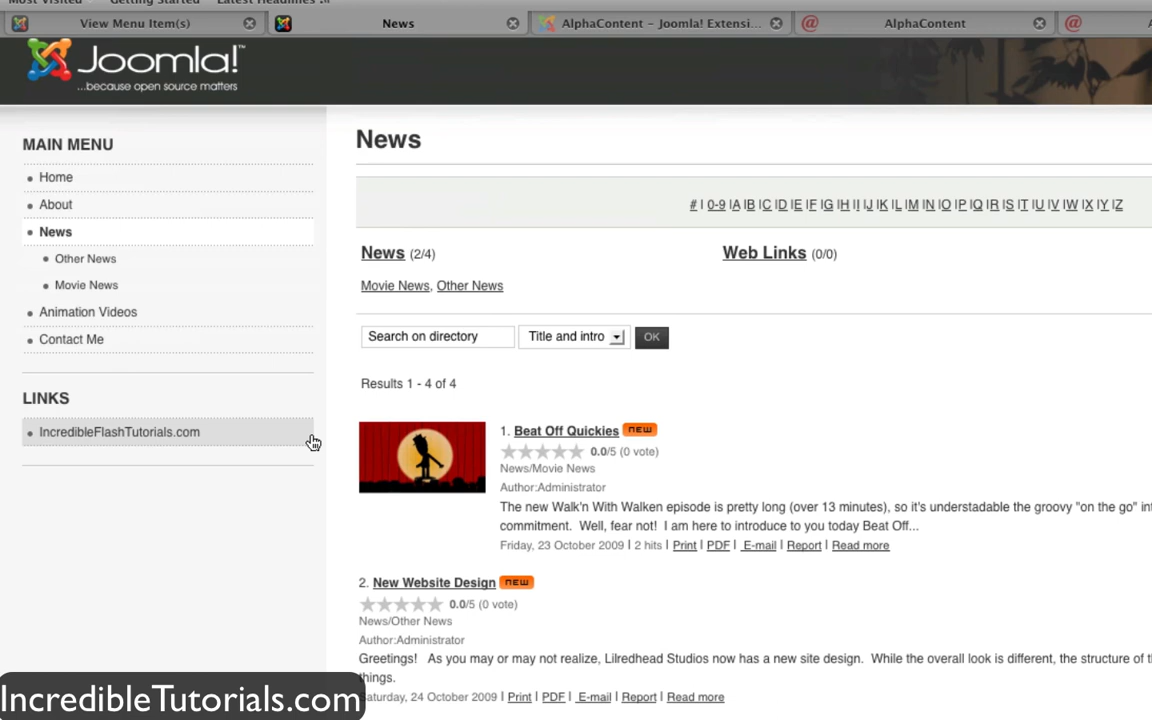 Most Visited Getting Started Latest Headlines
View Menu Item(s) News AlphaContent – Joomla! Extensi... AlphaContent
Joomla!™
...because open source matters
MAIN MENU
Home
About
News
Other News
Movie News
Animation Videos
Contact Me
LINKS
IncredibleFlashTutorials.com
News
# | 0-9 |A |B |C |D |E |F |G |H |I |J |K |L |M |N |O |P |Q |R |S |T |U |V |W |X |Y |Z
News (2/4) Web Links (0/0)
Movie News, Other News
Search on directory Title and intro OK
Results 1 - 4 of 4
1. Beat Off Quickies NEW
0.0/5 (0 vote)
News/Movie News
Author:Administrator
The new Walk'n With Walken episode is pretty long (over 13 minutes), so it's understadable the groovy "on the go"
commitment. Well, fear not! I am here to introduce to you today Beat Off...
Friday, 23 October 2009 | 2 hits | Print | PDF | E-mail | Report | Read more
2. New Website Design NEW
0.0/5 (0 vote)
News/Other News
Author:Administrator
Greetings! As you may or may not realize, Lilredhead Studios now has a new site design. While the overall look is different, the structure of
things.
Saturday, 24 October 2009 | Print | PDF | E-mail | Report | Read more
IncredibleTutorials.com